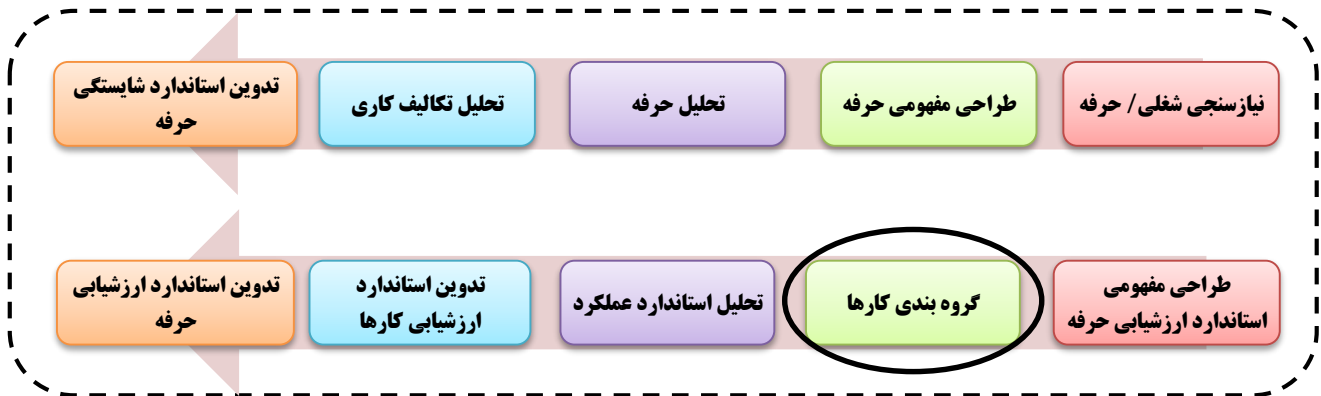 نیازسنجی شغلی/ حرفه
طراحی مفهومی حرفه
تحلیل حرفه
تحلیل تکالیف کاری
تدوین استاندارد شایستگی
حرفه
طراحی مفهومی
استاندارد ارزشیابی حرفه
گروه بندی کارها
تحلیل استاندارد عملکرد
تدوین استاندارد
ارزشیابی کارها
تدوین استاندارد ارزشیابی
حرفه